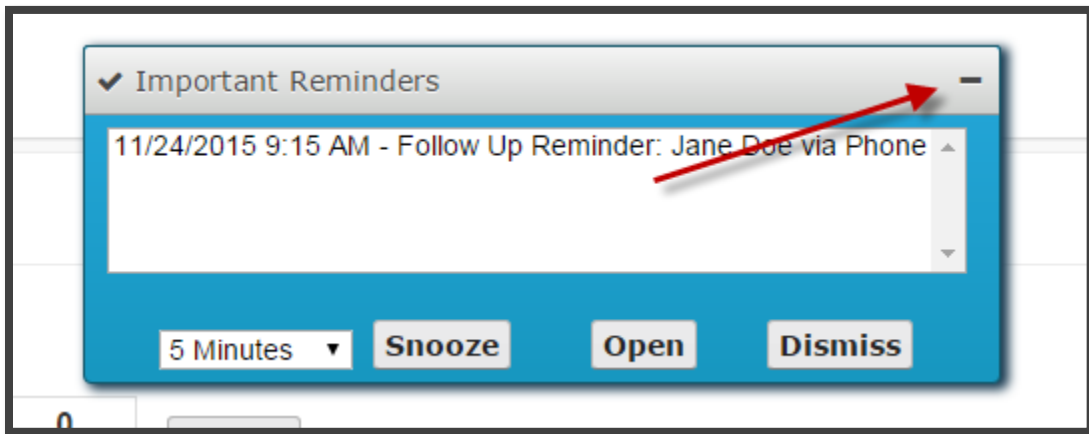 Important Reminders
11/24/2015 9:15 AM - Follow Up Reminder: Jane Doe via Phone
5 Minutes Snooze Open Dismiss
0